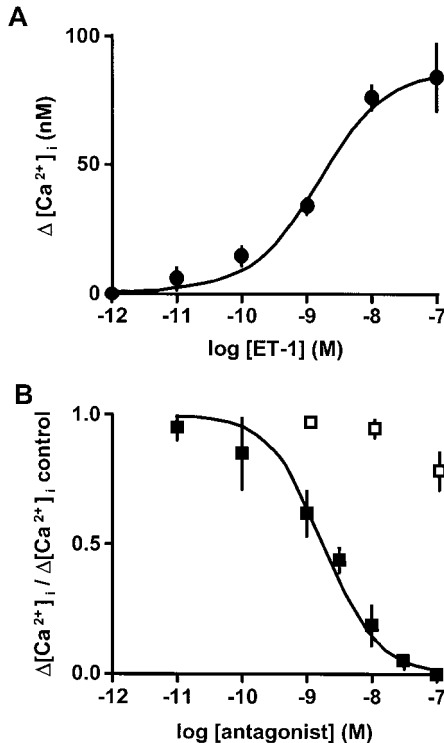 A
100
50
0
Δ [Ca²⁺]ᵢ (nM)
-12 -11 -10 -9 -8 -7
log [ET-1] (M)
B
1.0
0.5
0.0
Δ[Ca²⁺]ᵢ / Δ[Ca²⁺]ᵢ control
-12 -11 -10 -9 -8 -7
log [antagonist] (M)